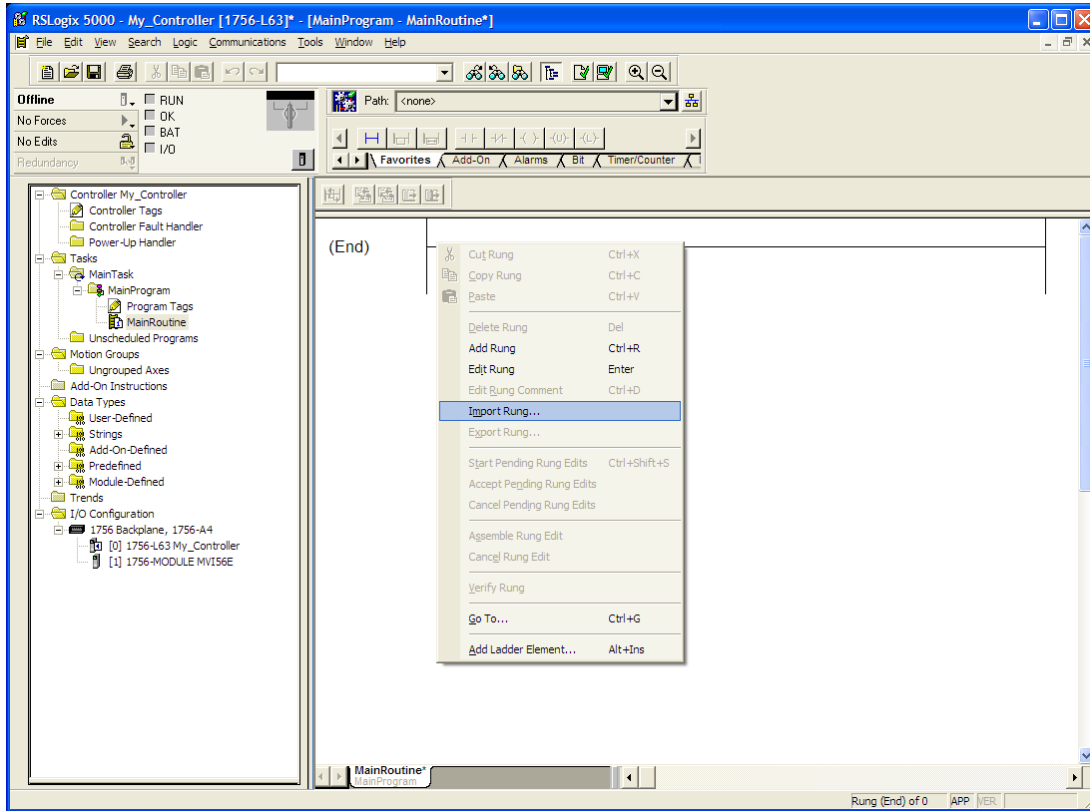 RSLogix 5000 - My_Controller [1756-L63]* - [MainProgram - MainRoutine*]
File Edit View Search Logic Communications Tools Window Help
Offline
RUN
No Forces
OK
No Edits
BAT
Redundancy
I/O
Path: <none>
Favorites Add-On Alarms Bit Timer/Counter
Controller My_Controller
Controller Tags
Controller Fault Handler
Power-Up Handler
Tasks
MainTask
MainProgram
Program Tags
MainRoutine
Unscheduled Programs
Motion Groups
Ungrouped Axes
Add-On Instructions
Data Types
User-Defined
Strings
Add-On-Defined
Predefined
Module-Defined
Trends
I/O Configuration
1756 Backplane, 1756-A4
[0] 1756-L63 My_Controller
[1] 1756-MODULE MVI56E
(End)
Cut Rung Ctrl+X
Copy Rung Ctrl+C
Paste Ctrl+V
Delete Rung Del
Add Rung Ctrl+R
Edit Rung Enter
Edit Rung Comment Ctrl+D
Import Rung...
Export Rung...
Start Pending Rung Edits Ctrl+Shift+S
Accept Pending Rung Edits
Cancel Pending Rung Edits
Assemble Rung Edit
Cancel Rung Edit
Verify Rung
Go To... Ctrl+G
Add Ladder Element... Alt+Ins
MainRoutine*
MainProgram
Rung (End) of 0 APP VER